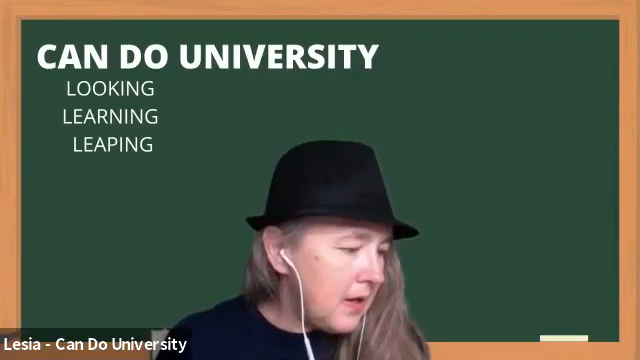 CAN DO UNIVERSITY
LOOKING
LEARNING
LEAPING
Lesia - Can Do University